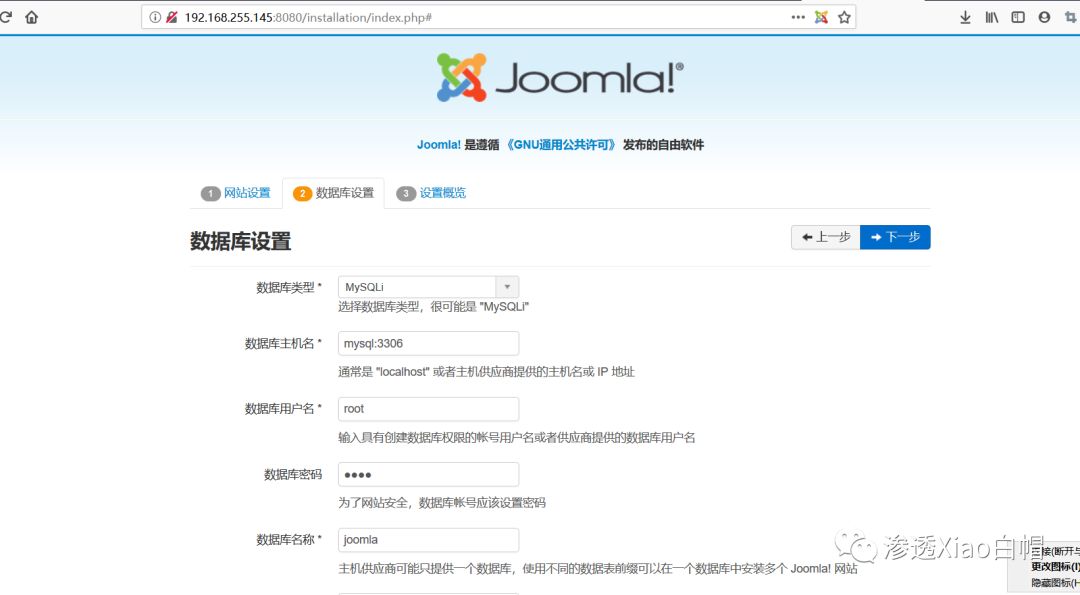 192.168.255.145:8080/installation/index.php#
Joomla!®
Joomla! 是遵循 《GNU通用公共许可》 发布的自由软件
1 网站设置 2 数据库设置 3 设置概览
数据库设置
上一步 下一步
数据库类型 * MySQLi
选择数据库类型，很可能是 "MySQLi"
数据库主机名 * mysql:3306
通常是 "localhost" 或者主机供应商提供的主机名或 IP 地址
数据库用户名 * root
输入具有创建数据库权限的帐号用户名或者供应商提供的数据库用户名
数据库密码 ●●●●
为了网站安全，数据库帐号应该设置密码
数据库名称 * joomla
主机供应商可能只提供一个数据库，使用不同的数据表前缀可以在一个数据库中安装多个 Joomla! 网站
渗透Xiao白帽
接(断开与
更改图标(I)
隐藏图标(H